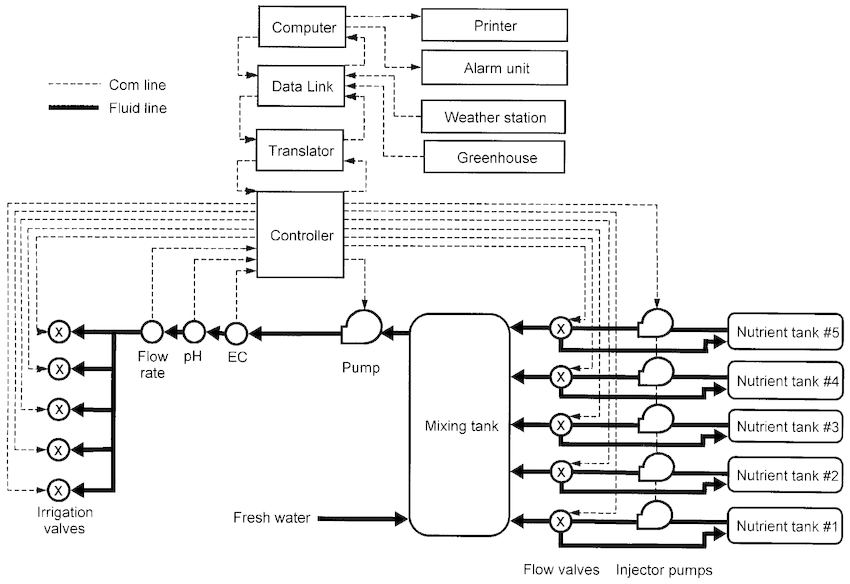 Computer
Printer
Alarm unit
Com line
Data Link
Fluid line
Weather station
Translator
Greenhouse
Controller
X
X
Nutrient tank #5
Flow
rate
pH
EC
Pump
X
X
Nutrient tank #4
X
Mixing tank
X
Nutrient tank #3
X
X
Nutrient tank #2
X
Irrigation
valves
Fresh water
X
Nutrient tank #1
Flow valves
Injector pumps